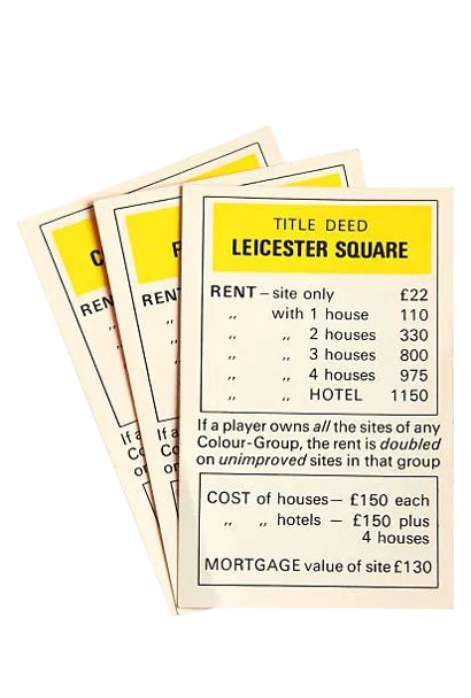 TITLE DEED
LEICESTER SQUARE
RENT – site only £22
„ with 1 house 110
„ „ 2 houses 330
„ „ 3 houses 800
„ „ 4 houses 975
„ „ HOTEL 1150
If a player owns all the sites of any
Colour-Group, the rent is doubled
on unimproved sites in that group
COST of houses – £150 each
„ „ hotels – £150 plus
4 houses
MORTGAGE value of site £130
C
REN
„
„
If a
Co
or
F
RENT
„
„
If a
Co
or